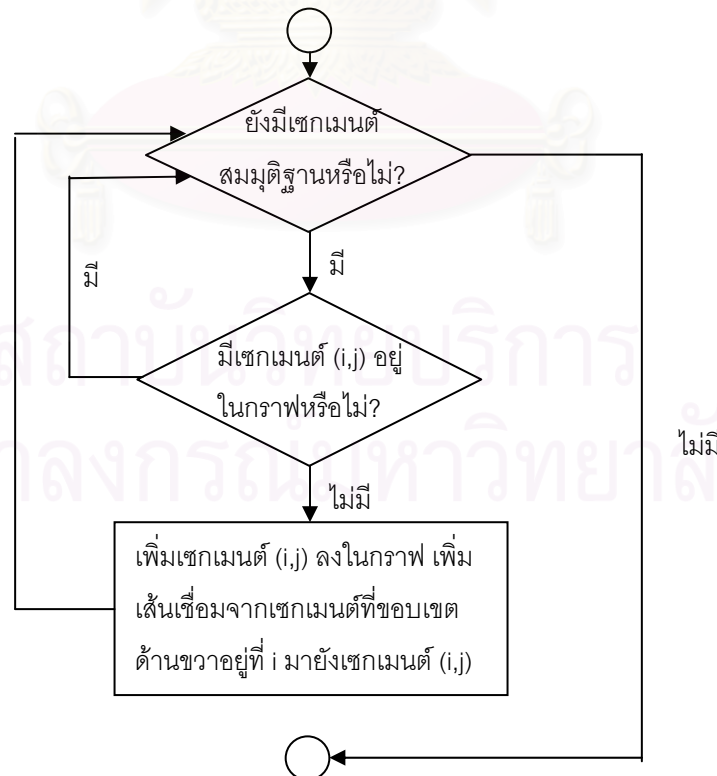 ยังมีเซกเมนต์
สมมุติฐานหรือไม่?
มี
มี
มีเซกเมนต์ (i,j) อยู่
ในกราฟหรือไม่?
ไม่มี
ไม่มี
เพิ่มเซกเมนต์ (i,j) ลงในกราฟ เพิ่ม
เส้นเชื่อมจากเซกเมนต์ที่ขอบเขต
ด้านขวาอยู่ที่ i มายังเซกเมนต์ (i,j)